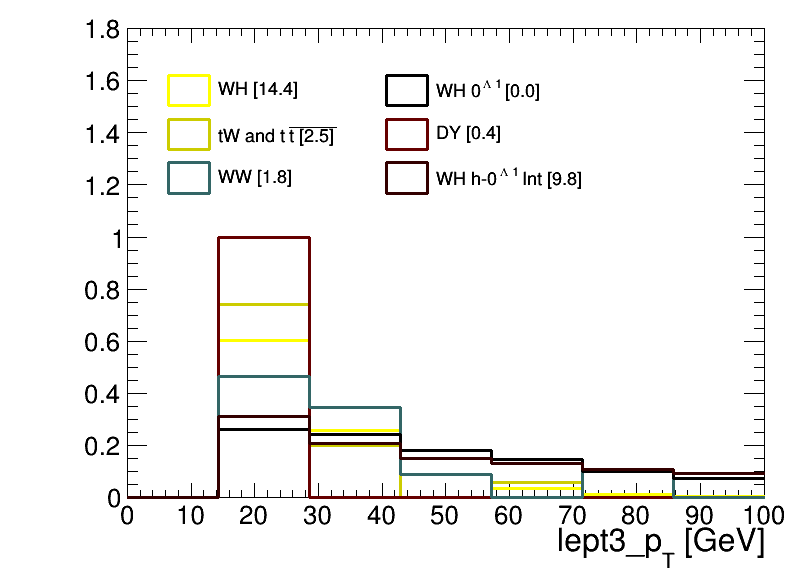 1.8
1.6
WH [14.4]
WH 0^Λ1 [0.0]
1.4
tW and tt̅ [2.5]
DY [0.4]
1.2
WW [1.8]
WH h-0^Λ1 Int [9.8]
1
0.8
0.6
0.4
0.2
0
0 10 20 30 40 50 60 70 80 90 100
lept3_p_T [GeV]